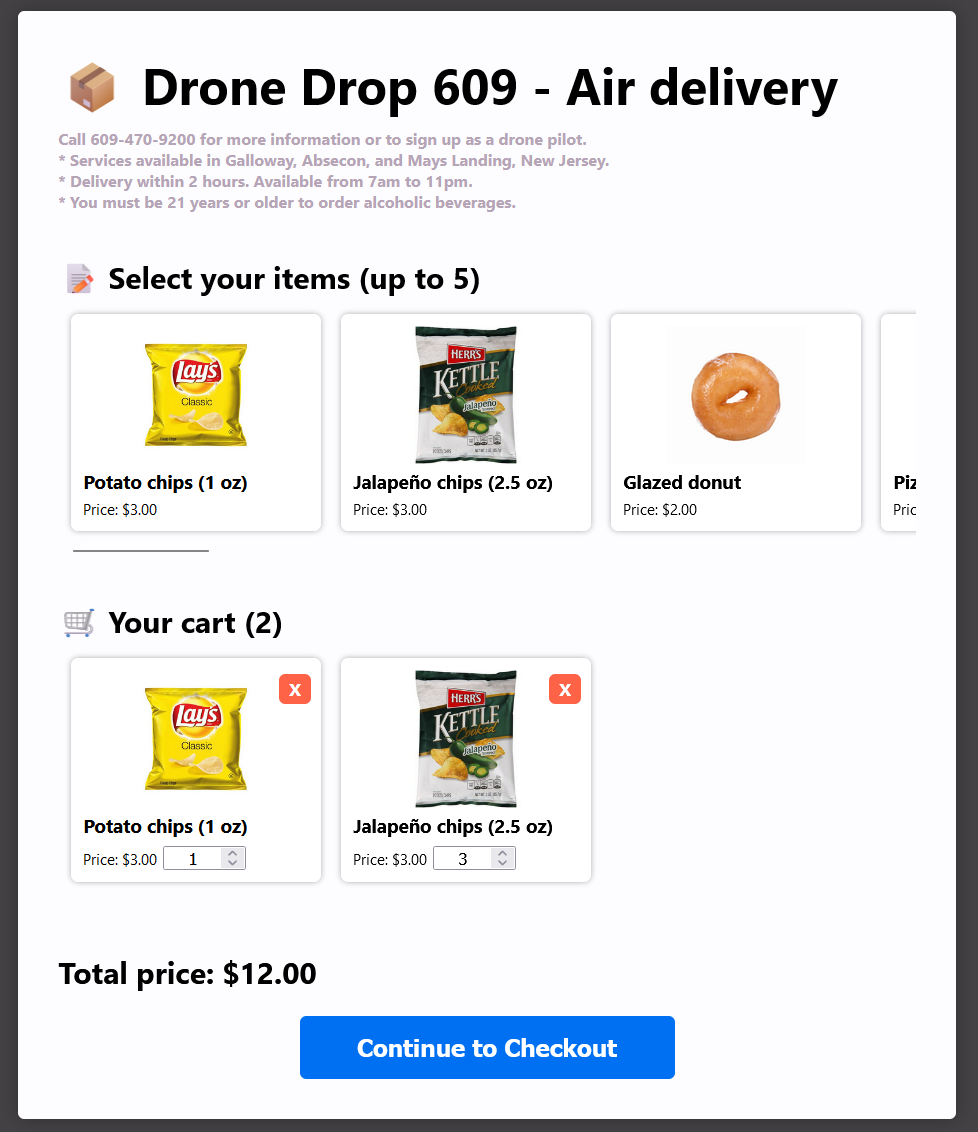 Drone Drop 609 - Air delivery
Call 609-470-9200 for more information or to sign up as a drone pilot.
* Services available in Galloway, Absecon, and Mays Landing, New Jersey.
* Delivery within 2 hours. Available from 7am to 11pm.
* You must be 21 years or older to order alcoholic beverages.
Select your items (up to 5)
Lay's
Classic
Potato chips (1 oz)
Price: $3.00
HERR'S
KETTLE
Cooked
Jalapeño
Jalapeño chips (2.5 oz)
Price: $3.00
Glazed donut
Price: $2.00
Piz
Pric
Your cart (2)
X
Lay's
Classic
Potato chips (1 oz)
Price: $3.00 1
X
HERR'S
KETTLE
Cooked
Jalapeño
Jalapeño chips (2.5 oz)
Price: $3.00 3
Total price: $12.00
Continue to Checkout